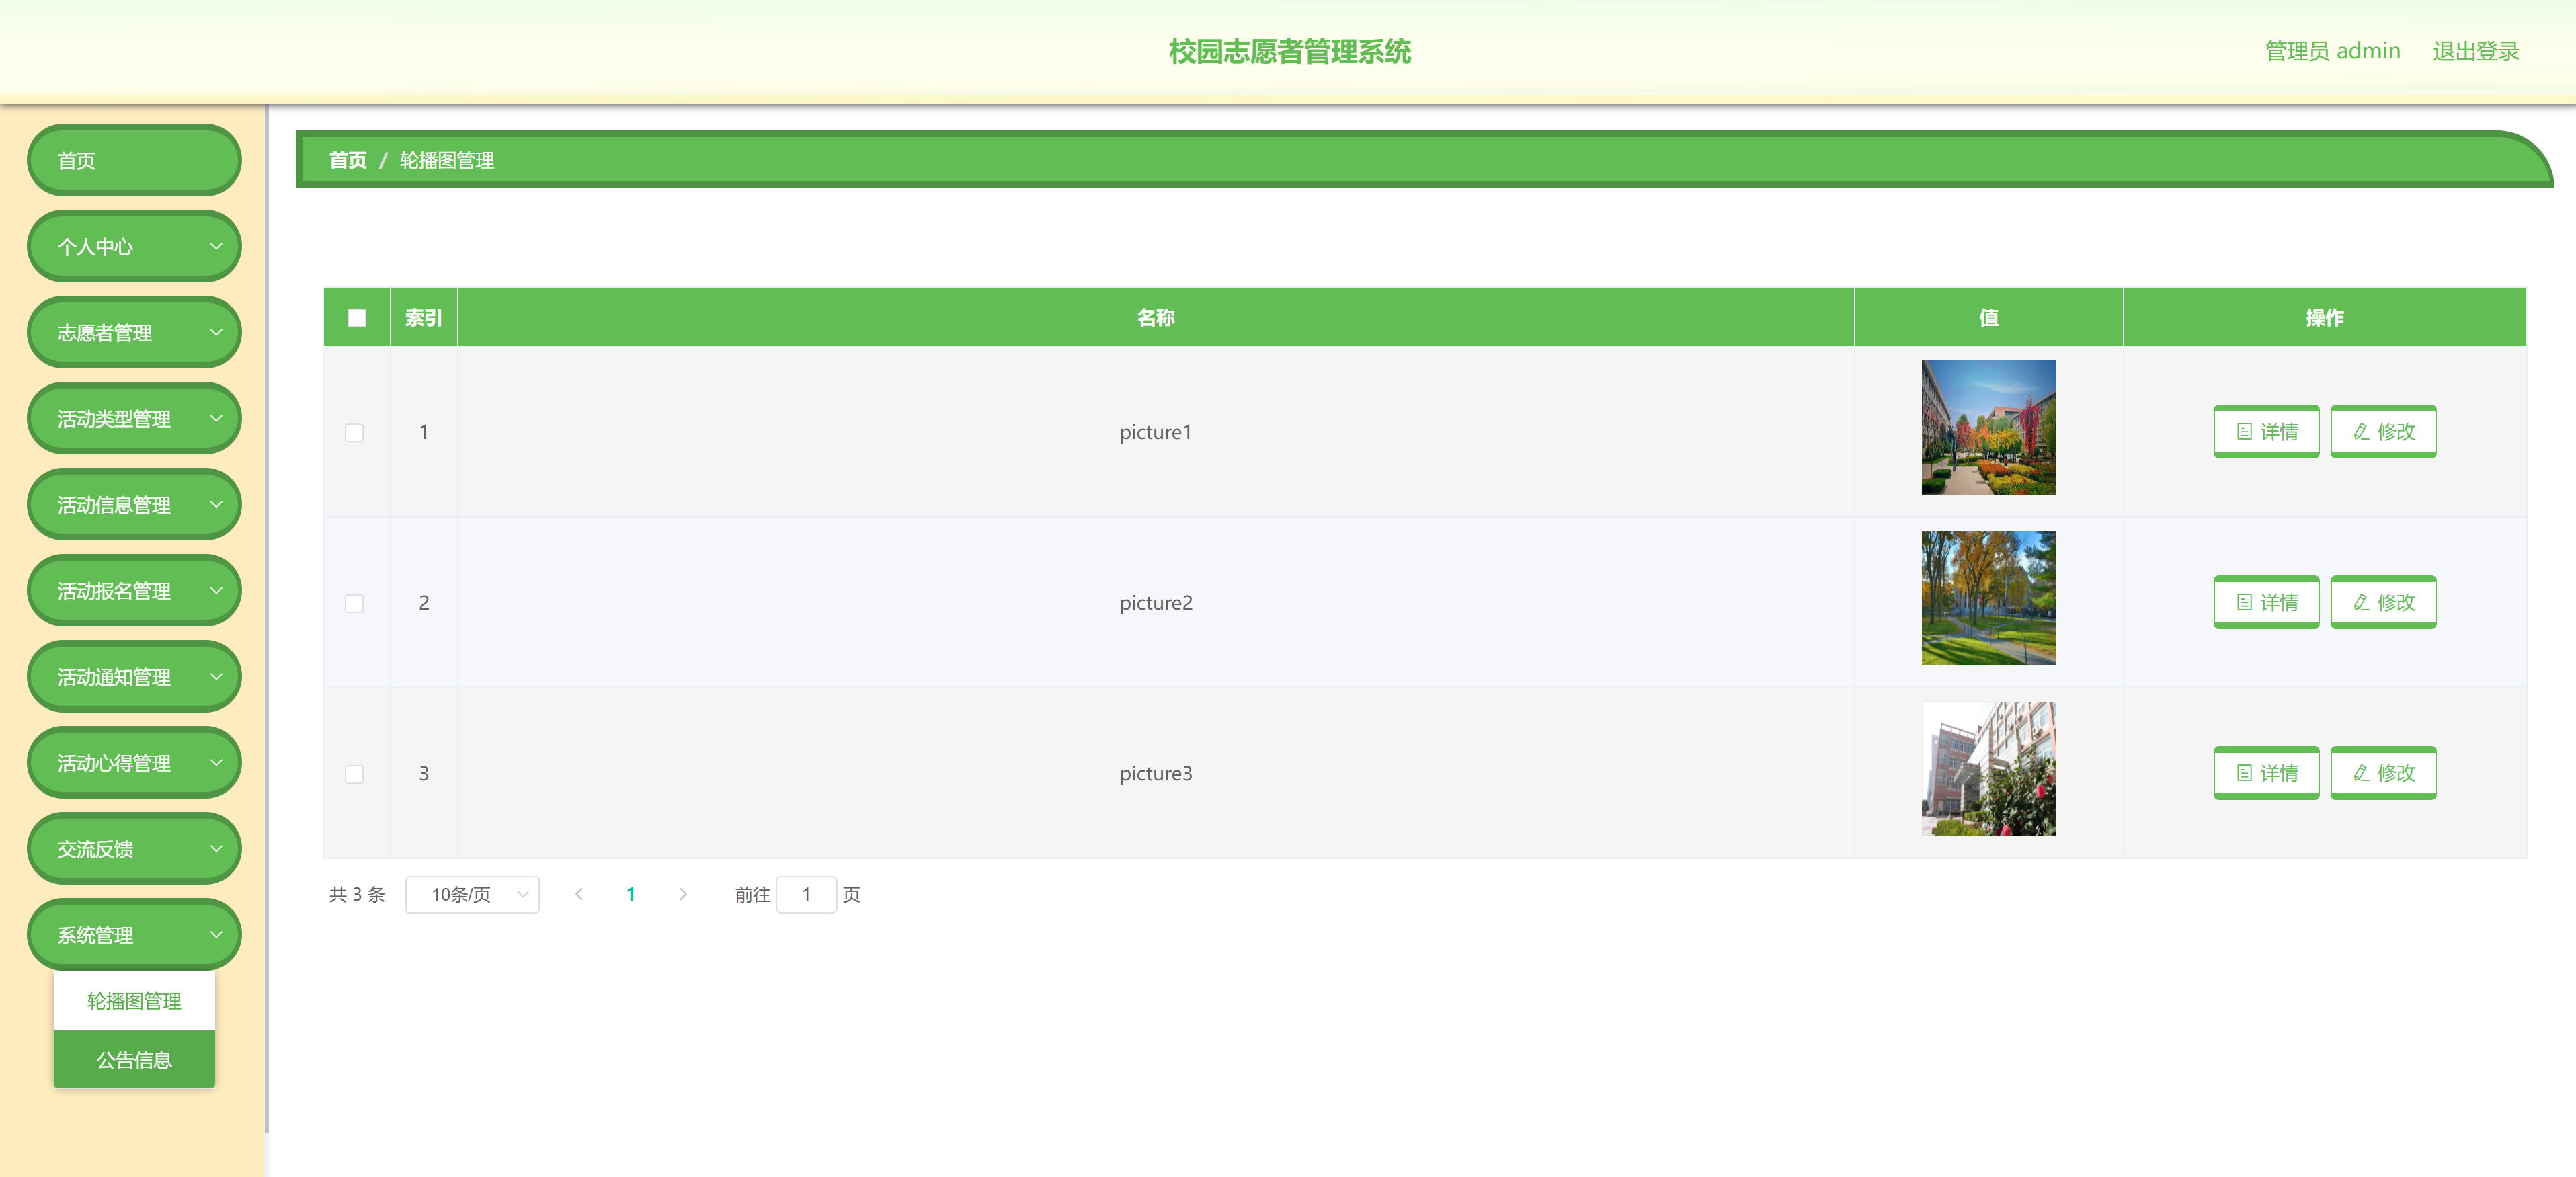 校园志愿者管理系统
管理员 admin 退出登录
首页
个人中心
志愿者管理
活动类型管理
活动信息管理
活动报名管理
活动通知管理
活动心得管理
交流反馈
系统管理
轮播图管理
公告信息
首页 / 轮播图管理
索引 名称 值 操作
1 picture1 详情 修改
2 picture2 详情 修改
3 picture3 详情 修改
共 3 条 10条/页 1 前往 1 页